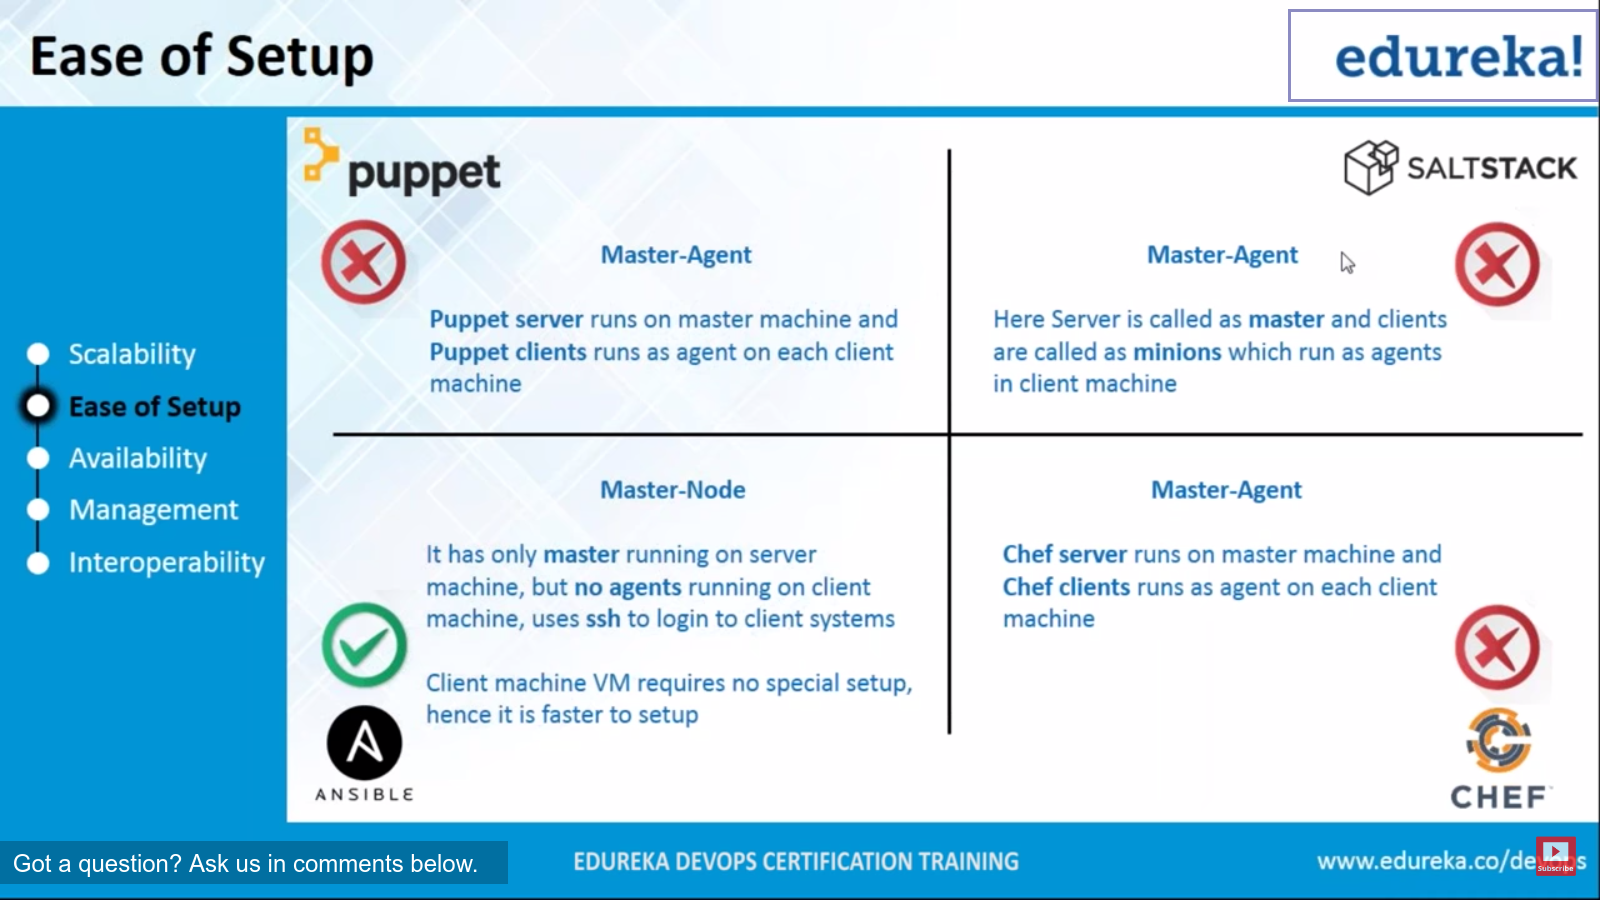 Ease of Setup
edureka!
Scalability
Ease of Setup
Availability
Management
Interoperability
puppet
Master-Agent
Puppet server runs on master machine and
Puppet clients runs as agent on each client
machine
SALTSTACK
Master-Agent
Here Server is called as master and clients
are called as minions which run as agents
in client machine
Master-Node
It has only master running on server
machine, but no agents running on client
machine, uses ssh to login to client systems
Client machine VM requires no special setup,
hence it is faster to setup
ANSIBLE
Master-Agent
Chef server runs on master machine and
Chef clients runs as agent on each client
machine
CHEF
Got a question? Ask us in comments below.
EDUREKA DEVOPS CERTIFICATION TRAINING
www.edureka.co/devops
Subscribe